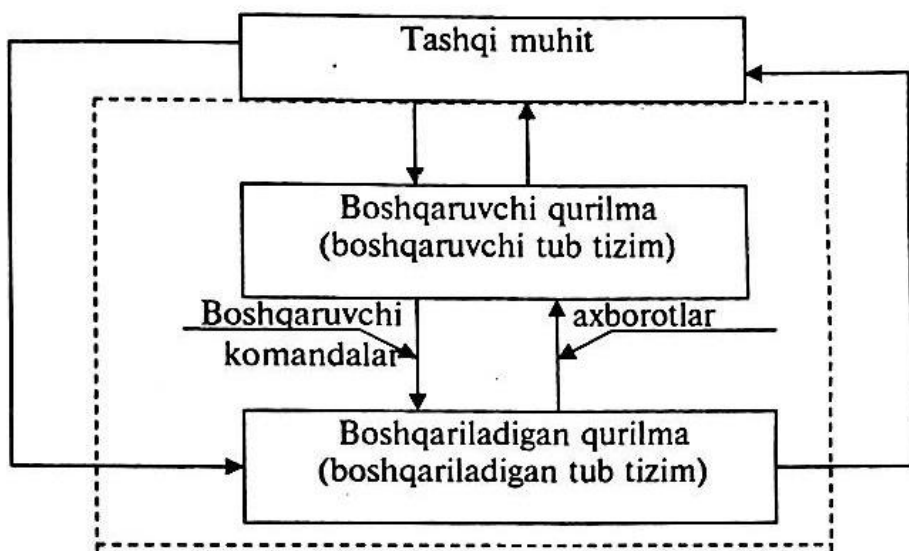 Tashqi muhit
Boshqaruvchi qurilma
(boshqaruvchi tub tizim)
Boshqaruvchi
komandalar
axborotlar
Boshqariladigan qurilma
(boshqariladigan tub tizim)